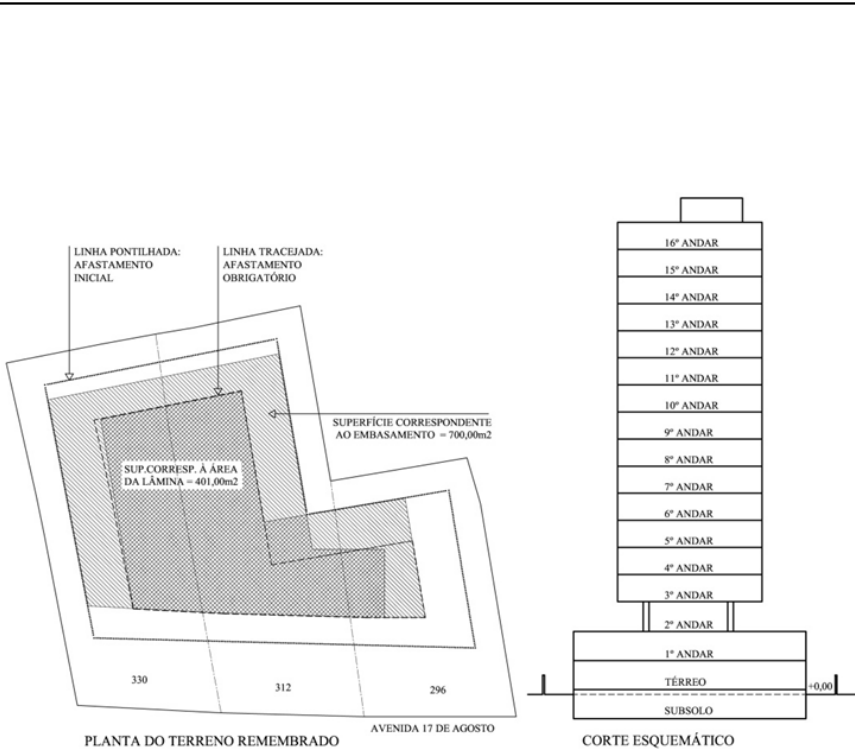 LINHA PONTILHADA:
AFASTAMENTO
INICIAL
LINHA TRACEJADA:
AFASTAMENTO
OBRIGATÓRIO
SUPERFÍCIE CORRESPONDENTE
AO EMBASAMENTO = 700,00m2
SUP.CORRESP. À ÁREA
DA LÂMINA = 401,00m2
330
312
296
AVENIDA 17 DE AGOSTO
PLANTA DO TERRENO REMEMBRADO
16º ANDAR
15º ANDAR
14º ANDAR
13º ANDAR
12º ANDAR
11º ANDAR
10º ANDAR
9º ANDAR
8º ANDAR
7º ANDAR
6º ANDAR
5º ANDAR
4º ANDAR
3º ANDAR
2º ANDAR
1º ANDAR
TÉRREO
+0,00
SUBSOLO
CORTE ESQUEMÁTICO